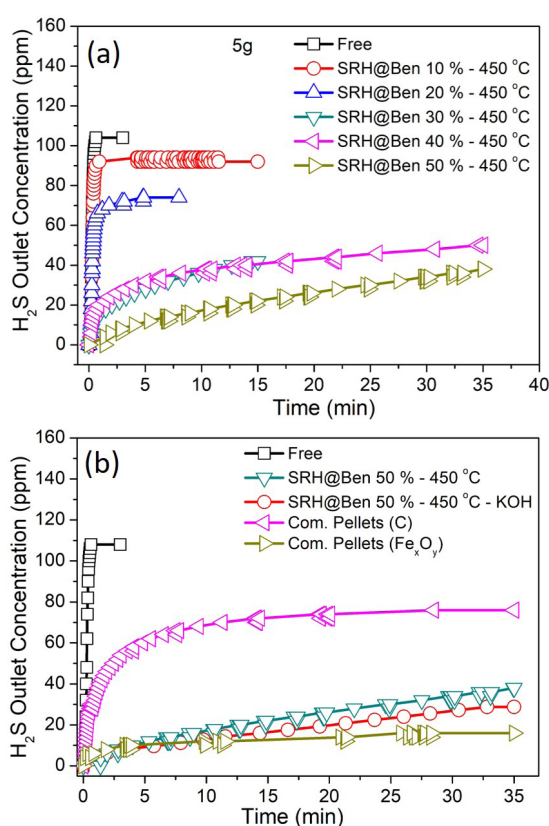 (a)
5g
Free
SRH@Ben 10 % - 450 °C
SRH@Ben 20 % - 450 °C
SRH@Ben 30 % - 450 °C
SRH@Ben 40 % - 450 °C
SRH@Ben 50 % - 450 °C
H₂S Outlet Concentration (ppm)
160
140
120
100
80
60
40
20
0
0 5 10 15 20 25 30 35 40
Time (min)
(b)
Free
SRH@Ben 50 % - 450 °C
SRH@Ben 50 % - 450 °C - KOH
Com. Pellets (C)
Com. Pellets (FeₓOᵧ)
H₂S Outlet Concentration (ppm)
160
140
120
100
80
60
40
20
0
0 5 10 15 20 25 30 35
Time (min)